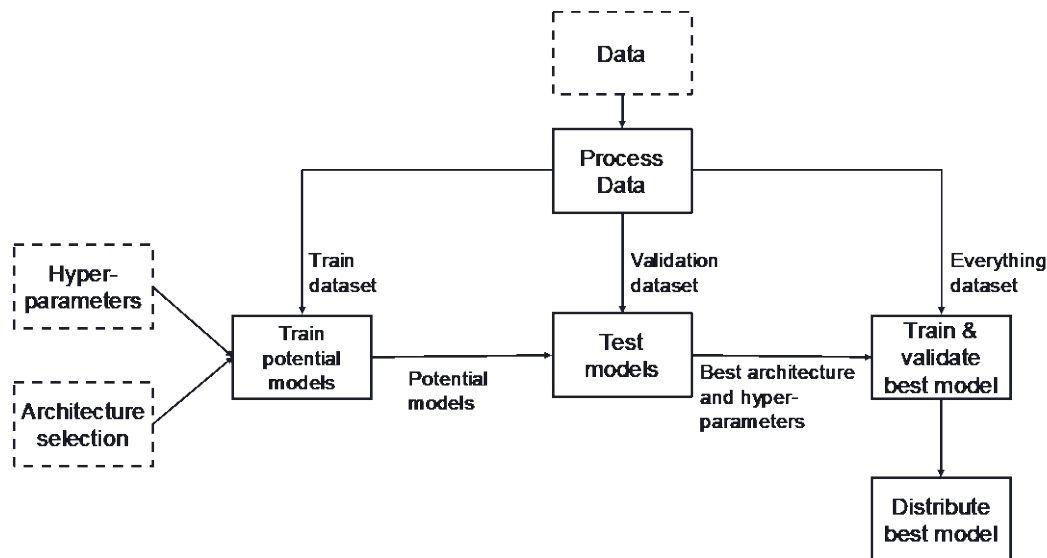 Data
Process
Data
Train
dataset
Validation
dataset
Everything
dataset
Hyper-
parameters
Architecture
selection
Train
potential
models
Potential
models
Test
models
Best architecture
and hyper-
parameters
Train &
validate
best model
Distribute
best model